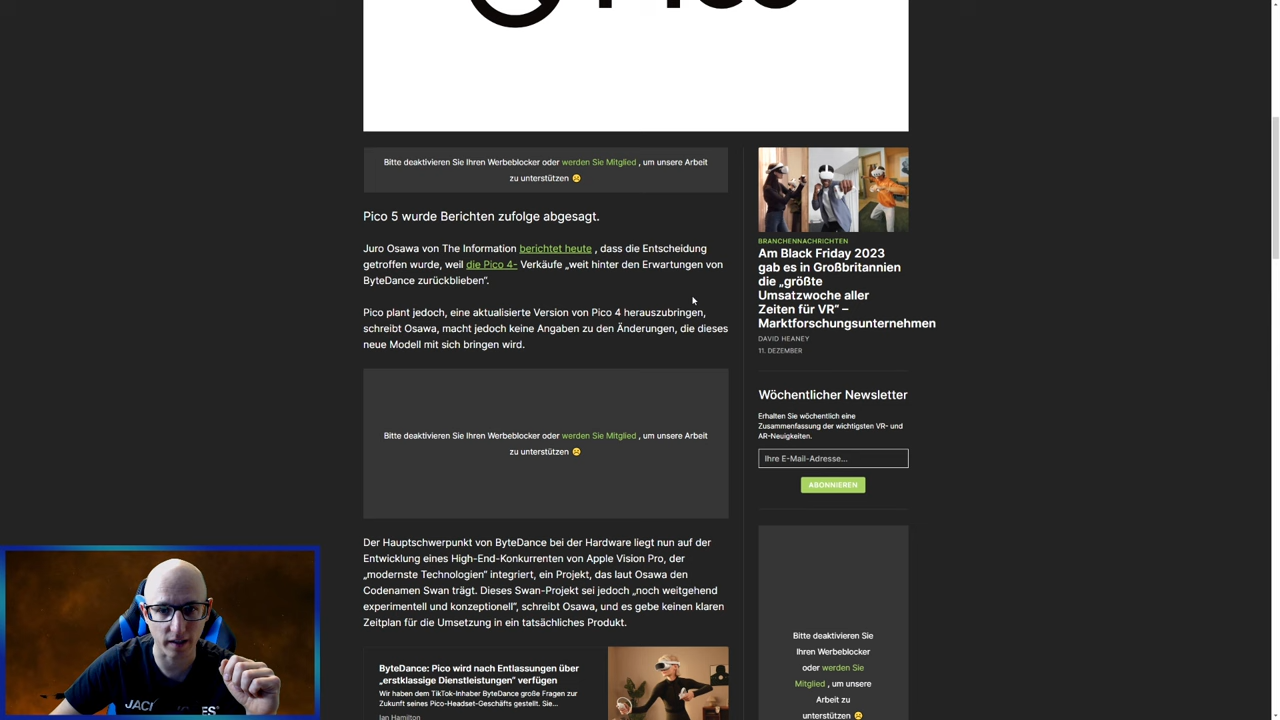 Pico
Bitte deaktivieren Sie Ihren Werbeblocker oder werden Sie Mitglied , um unsere Arbeit
zu unterstützen 😢
Pico 5 wurde Berichten zufolge abgesagt.
Juro Osawa von The Information berichtet heute , dass die Entscheidung
getroffen wurde, weil die Pico 4- Verkäufe „weit hinter den Erwartungen von
ByteDance zurückblieben“.
Pico plant jedoch, eine aktualisierte Version von Pico 4 herauszubringen,
schreibt Osawa, macht jedoch keine Angaben zu den Änderungen, die dieses
neue Modell mit sich bringen wird.
Bitte deaktivieren Sie Ihren Werbeblocker oder werden Sie Mitglied , um unsere Arbeit
zu unterstützen 😢
Der Hauptschwerpunkt von ByteDance bei der Hardware liegt nun auf der
Entwicklung eines High-End-Konkurrenten von Apple Vision Pro, der
„modernste Technologien“ integriert, ein Projekt, das laut Osawa den
Codenamen Swan trägt. Dieses Swan-Projekt sei jedoch „noch weitgehend
experimentell und konzeptionell“, schreibt Osawa, und es gebe keinen klaren
Zeitplan für die Umsetzung in ein tatsächliches Produkt.
ByteDance: Pico wird nach Entlassungen über
„erstklassige Dienstleistungen“ verfügen
Wir haben dem TikTok-Inhaber ByteDance große Fragen zur
Zukunft seines Pico-Headset-Geschäfts gestellt. Sie...
Ian Hamilton
BRANCHENNACHRICHTEN
Am Black Friday 2023
gab es in Großbritannien
die „größte
Umsatzwoche aller
Zeiten für VR“ –
Marktforschungsunternehmen
DAVID HEANEY
11. DEZEMBER
Wöchentlicher Newsletter
Erhalten Sie wöchentlich eine
Zusammenfassung der wichtigsten VR- und
AR-Neuigkeiten.
Ihre E-Mail-Adresse...
ABONNIEREN
Bitte deaktivieren Sie
Ihren Werbeblocker
oder werden Sie
Mitglied , um unsere
Arbeit zu
unterstützen 😢